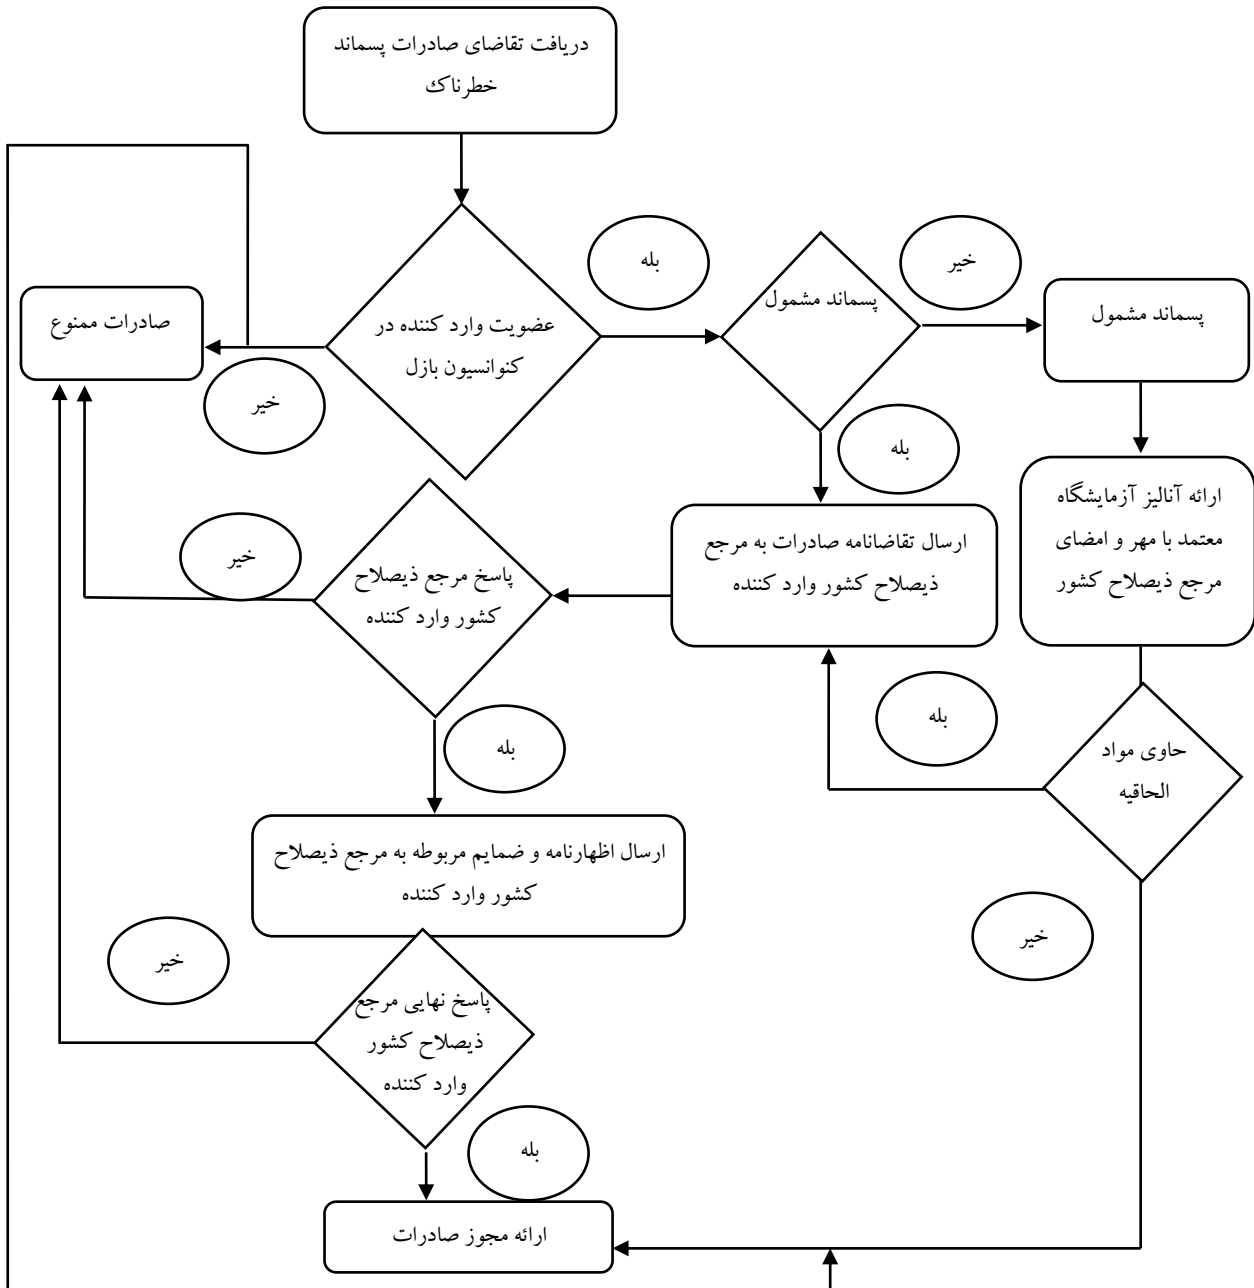 دریافت تقاضای صادرات پسماند
خطرناک
بله
خیر
پسماند مشمول
پسماند مشمول
صادرات ممنوع
عضویت وارد کننده در
کنوانسیون بازل
خیر
بله
ارائه آنالیز آزمایشگاه
معتمد با مهر و امضای
مرجع ذیصلاح کشور
ارسال تقاضانامه صادرات به مرجع
ذیصلاح کشور وارد کننده
خیر
پاسخ مرجع ذیصلاح
کشور وارد کننده
بله
بله
حاوی مواد
الحاقیه
ارسال اظهارنامه و ضمایم مربوطه به مرجع ذیصلاح
کشور وارد کننده
خیر
خیر
پاسخ نهایی مرجع
ذیصلاح کشور
وارد کننده
بله
ارائه مجوز صادرات